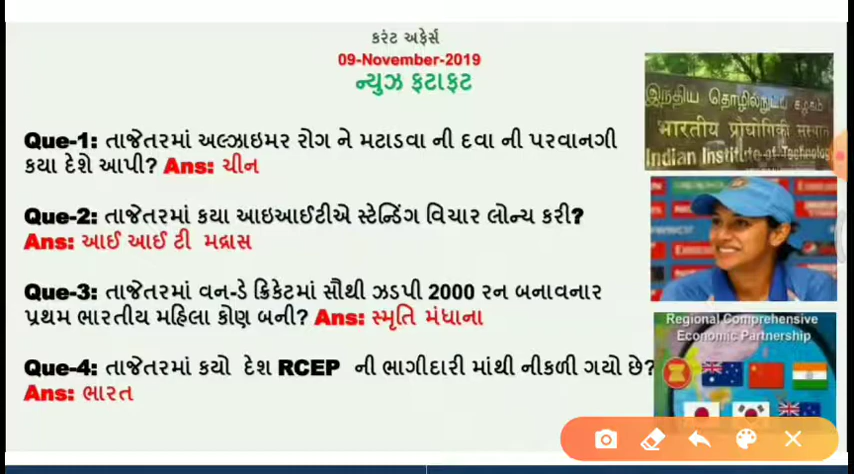 કરંટ અફેર્સ
09-November-2019
ન્યુઝ ફટાફટ
Que-1: તાજેતરમાં અલ્ઝાઇમર રોગ ને મટાડવા ની દવા ની પરવાનગી
કયા દેશે આપી? Ans: ચીન
Que-2: તાજેતરમાં કયા આઇઆઈટીએ સ્ટેન્ડિંગ વિચાર લોન્ચ કરી?
Ans: આઈ આઈ ટી મદ્રાસ
Que-3: તાજેતરમાં વન-ડે ક્રિકેટમાં સૌથી ઝડપી 2000 રન બનાવનાર
પ્રથમ ભારતીય મહિલા કોણ બની? Ans: સ્મૃતિ મંધાના
Que-4: તાજેતરમાં કયો દેશ RCEP ની ભાગીદારી માંથી નીકળી ગયો છે?
Ans: ભારત
இந்திய தொழில்நுட்ப கழகம்
भारतीय प्रौद्योगिकी संस्थान
Indian Institute of Technology
Regional Comprehensive
Economic Partnership